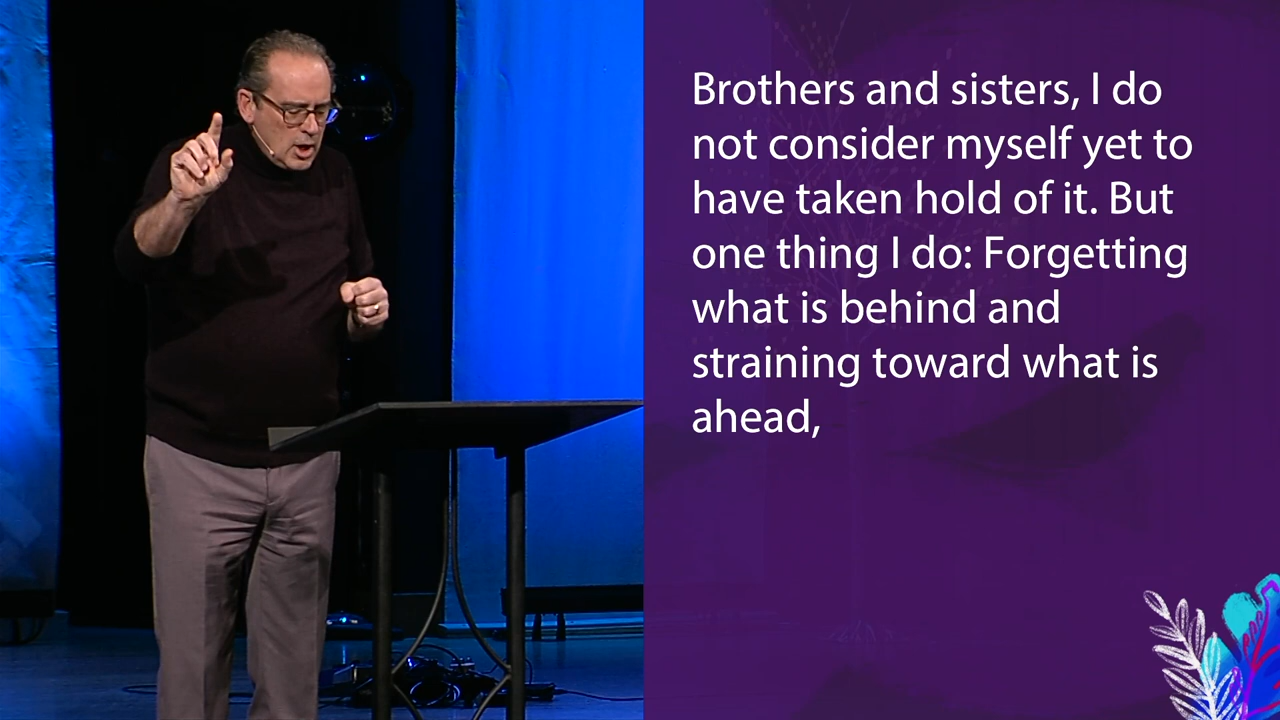 Brothers and sisters, I do
not consider myself yet to
have taken hold of it. But
one thing I do: Forgetting
what is behind and
straining toward what is
ahead,